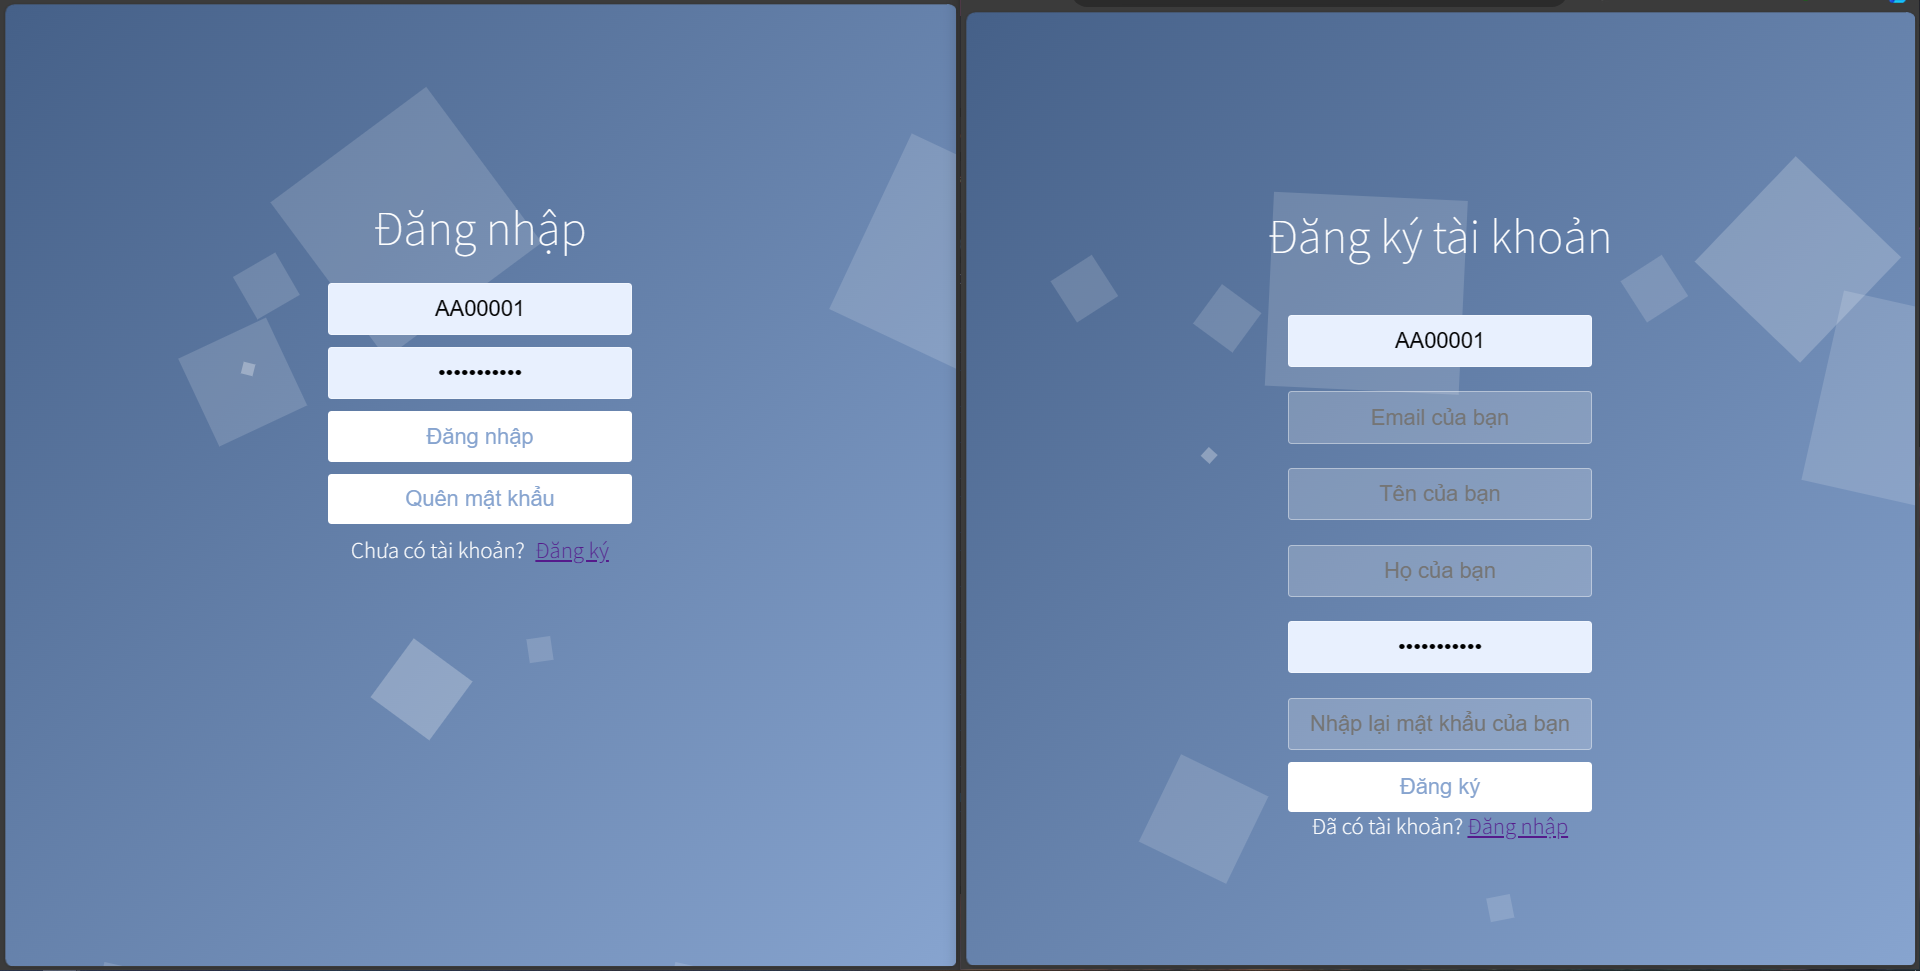 Đăng nhập
AA00001
•••••••••••
Đăng nhập
Quên mật khẩu
Chưa có tài khoản? Đăng ký
Đăng ký tài khoản
AA00001
Email của bạn
Tên của bạn
Họ của bạn
•••••••••••
Nhập lại mật khẩu của bạn
Đăng ký
Đã có tài khoản? Đăng nhập